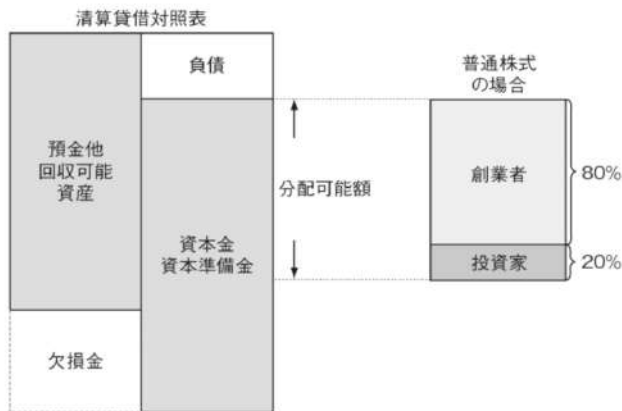 清算貸借対照表
負債
預金他
回収可能
資産
資本金
資本準備金
欠損金
分配可能額
普通株式
の場合
創業者
80%
投資家
20%